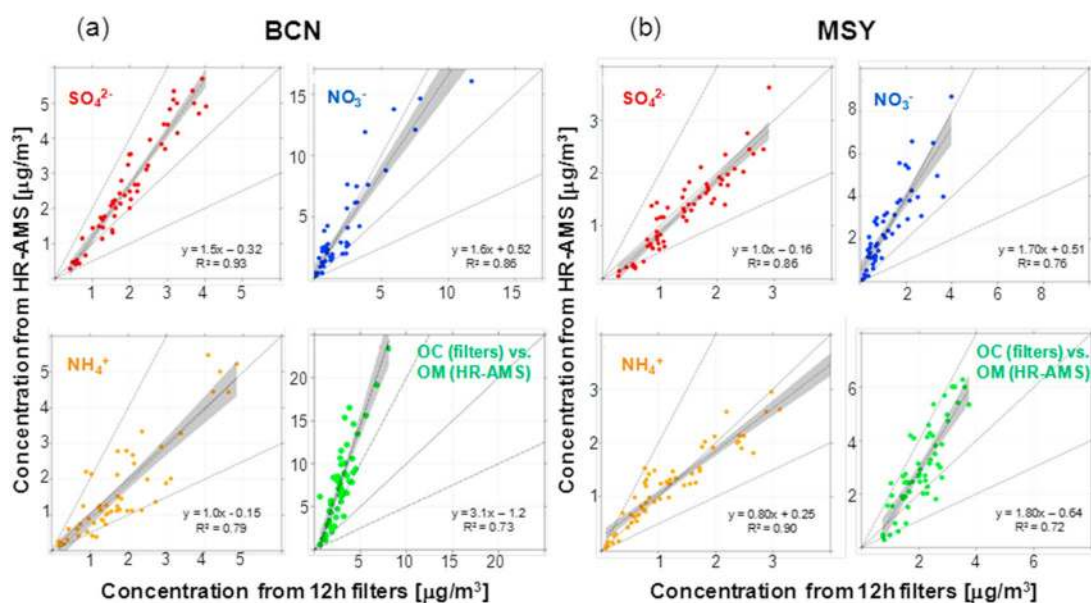 (a) BCN
(b) MSY
Concentration from HR-AMS [µg/m³]
SO₄²⁻
5
4
3
2
1
y = 1.5x – 0.32
R² = 0.93
1 2 3 4 5
NO₃⁻
15
10
5
y = 1.6x + 0.52
R² = 0.86
5 10 15
NH₄⁺
5
4
3
2
1
y = 1.0x - 0.15
R² = 0.79
1 2 3 4 5
OC (filters) vs.
OM (HR-AMS)
20
15
10
5
y = 3.1x – 1.2
R² = 0.73
5 10 15 20
Concentration from 12h filters [µg/m³]
Concentration from HR-AMS [µg/m³]
SO₄²⁻
3
2
1
y = 1.0x – 0.16
R² = 0.86
1 2 3
NO₃⁻
8
6
4
2
y = 1.70x + 0.51
R² = 0.76
2 4 6 8
NH₄⁺
3
2
1
y = 0.80x + 0.25
R² = 0.90
1 2 3
OC (filters) vs.
OM (HR-AMS)
6
4
2
y = 1.80x – 0.64
R² = 0.72
2 4 6
Concentration from 12h filters [µg/m³]